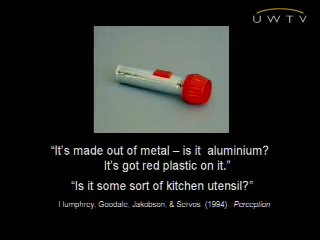 UWTV
“It’s made out of metal – is it aluminium?
It’s got red plastic on it.”
“Is it some sort of kitchen utensil?”
Humphrey, Goodale, Jakobson, & Servos (1994). Perception